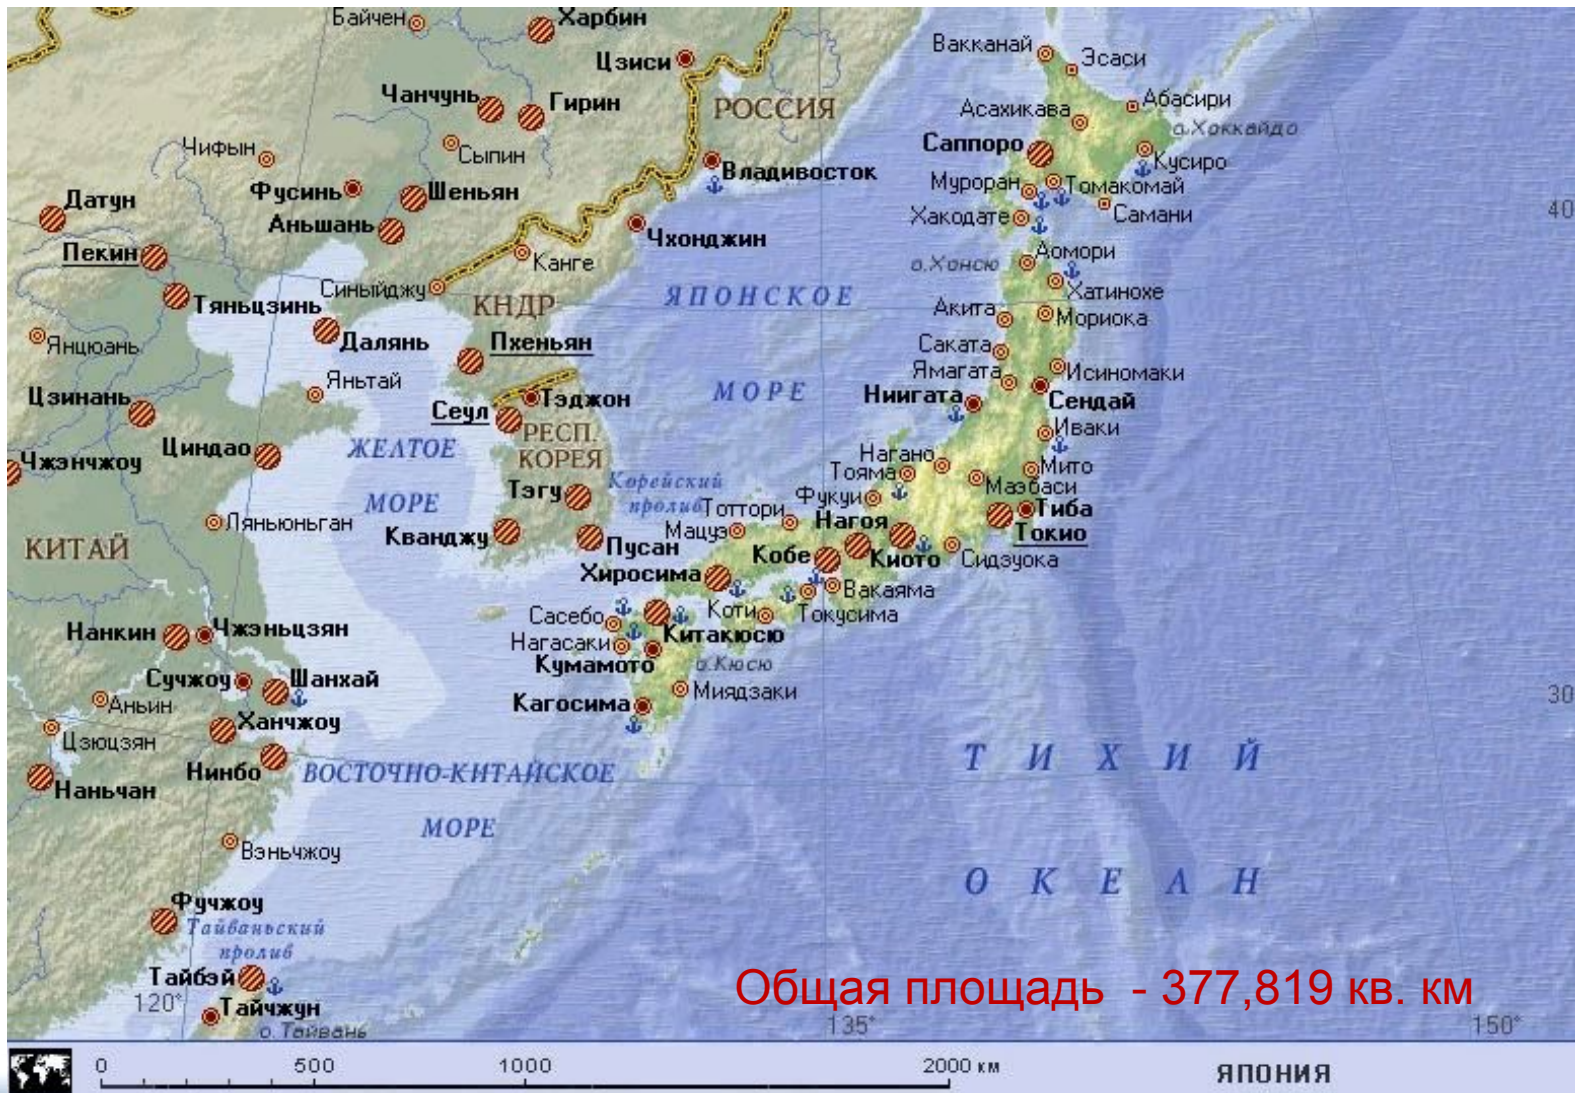 Байчен
Харбин
Цзиси
Вакканай
Эсаси
Чанчунь
Гирин
РОССИЯ
Асахикава
Абасири
о.Хоккайдо
Чифын
Сыпин
Саппоро
Кусиро
Владивосток
Фусинь
Шеньян
Муроран
Томакомай
Датун
Аньшань
Хакодате
Самани
40
Пекин
Чхонджин
Канге
Аомори
о.Хонсю
Синыйджу
КНДР
ЯПОНСКОЕ
Хатинохе
Тяньцзинь
Акита
Мориока
Далянь
Пхеньян
Янцюань
Саката
Яньтай
Ямагата
Исиномаки
Цзинань
МОРЕ
Ниигата
Сендай
Тэджон
Сеул
РЕСП.
КОРЕЯ
Иваки
Циндао
ЖЕЛТОЕ
Нагано
Чжэнчжоу
Тояма
Мито
Маэбаси
Тэгу
Корейский
пролив
МОРЕ
Фукуи
Тоттори
Тиба
Ляньюньган
Нагоя
Мацуэ
Токио
Кванджу
Пусан
КИТАЙ
Кобе
Киото
Сидзуока
Хиросима
Вакаяма
Сасебо
Коти
Токусима
Нанкин
Чжэньцзян
Китакюсю
Нагасаки
Кумамото
о.Кюсю
Сучжоу
Шанхай
Миядзаки
30
Аньин
Кагосима
Ханчжоу
Цзюцзян
ТИХИЙ
Нинбо
ВОСТОЧНО-КИТАЙСКОЕ
Наньчан
МОРЕ
Вэньчжоу
ОКЕАН
Фучжоу
Тайваньский
пролив
Тайбэй
Общая площадь - 377,819 кв. км
120°
Тайчжун
о.Тайвань
135°
150°
0 500 1000 2000 км
ЯПОНИЯ